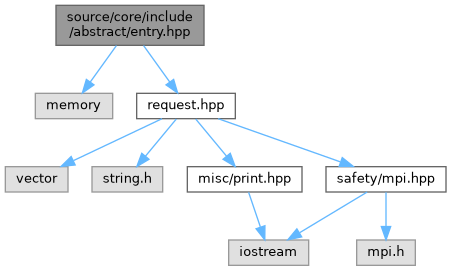 source/core/include
/abstract/entry.hpp
memory
request.hpp
vector
string.h
misc/print.hpp
safety/mpi.hpp
iostream
mpi.h